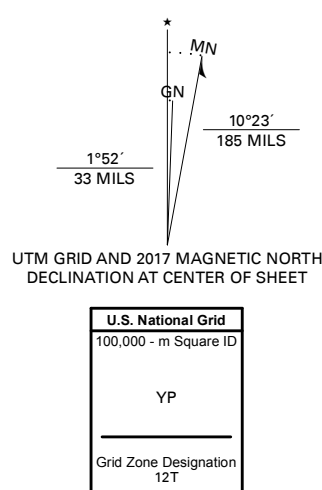 ★
MN
GN
10°23´
185 MILS
1°52´
33 MILS
UTM GRID AND 2017 MAGNETIC NORTH
DECLINATION AT CENTER OF SHEET
U.S. National Grid
100,000 - m Square ID
YP
Grid Zone Designation
12T